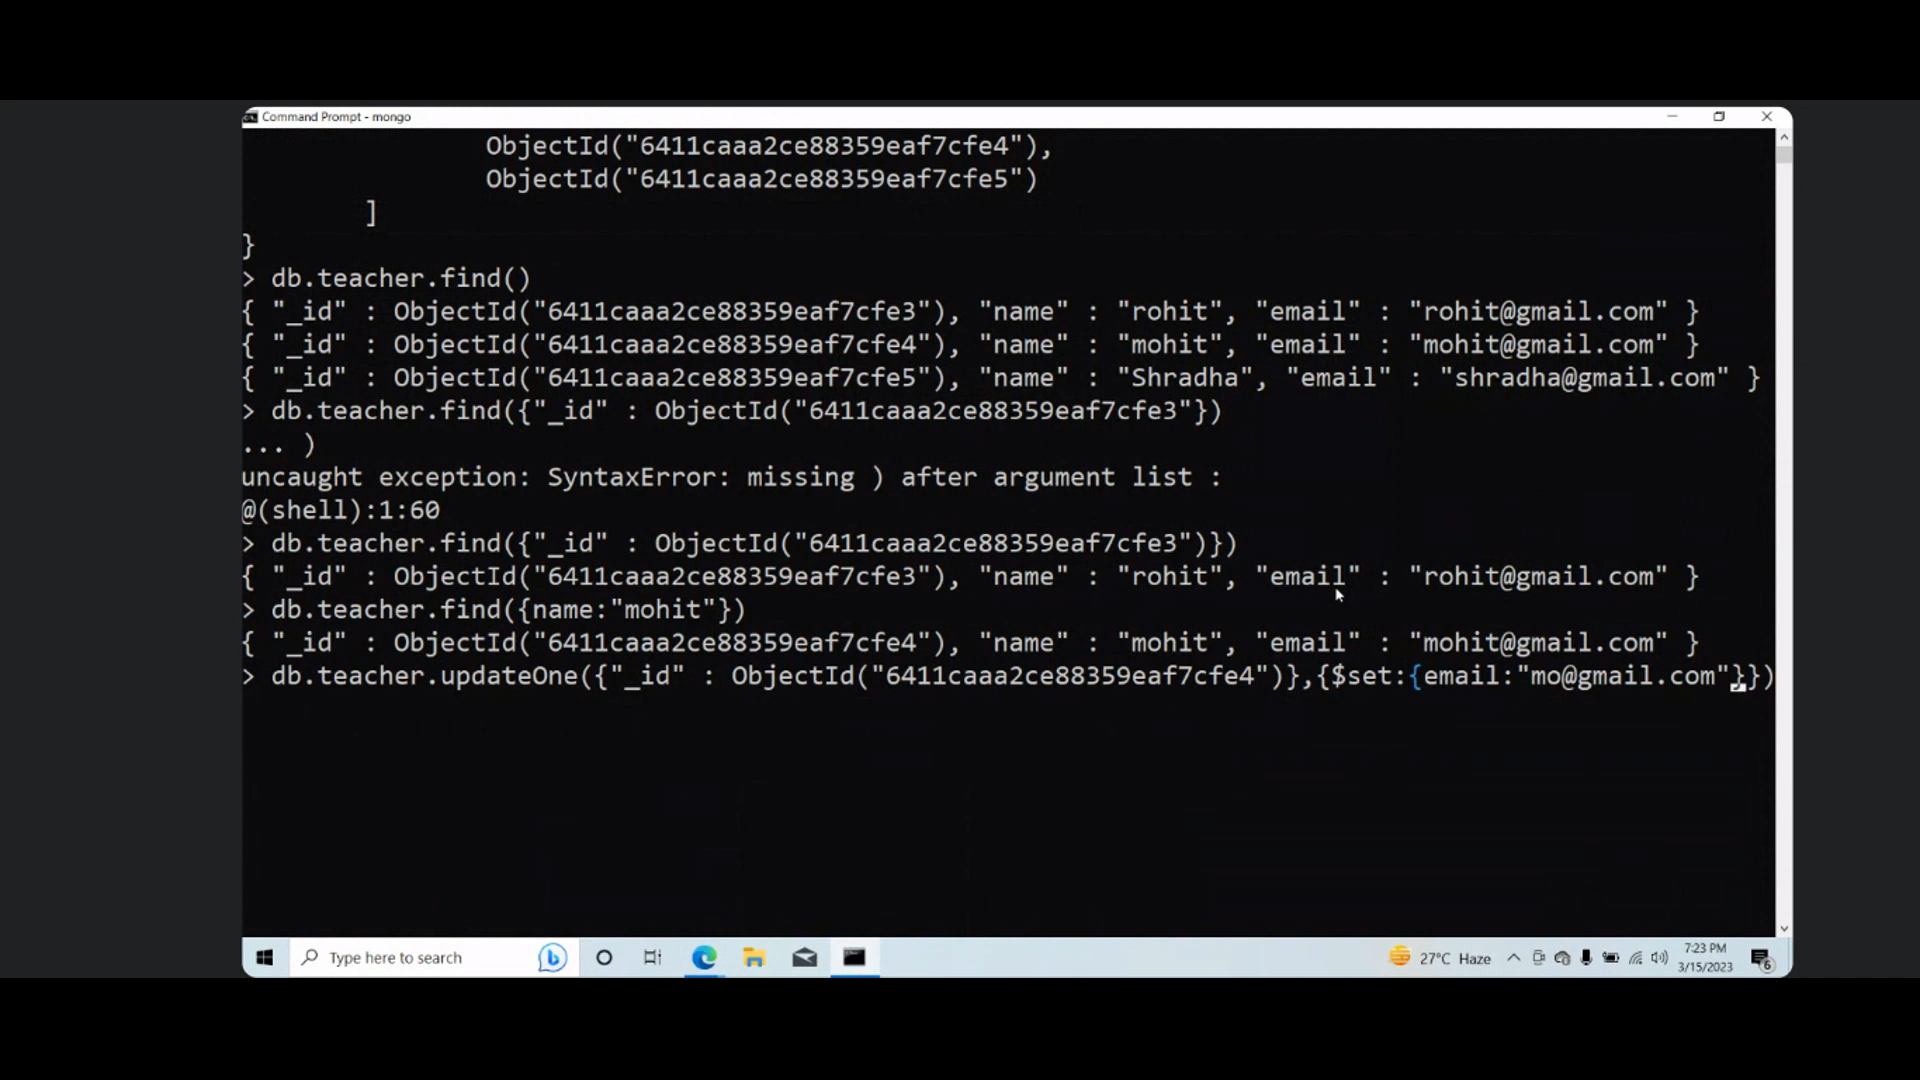 Command Prompt - mongo
ObjectId("6411caaa2ce88359eaf7cfe4"),
ObjectId("6411caaa2ce88359eaf7cfe5")
]
}
> db.teacher.find()
{ "_id" : ObjectId("6411caaa2ce88359eaf7cfe3"), "name" : "rohit", "email" : "rohit@gmail.com" }
{ "_id" : ObjectId("6411caaa2ce88359eaf7cfe4"), "name" : "mohit", "email" : "mohit@gmail.com" }
{ "_id" : ObjectId("6411caaa2ce88359eaf7cfe5"), "name" : "Shradha", "email" : "shradha@gmail.com" }
> db.teacher.find({"_id" : ObjectId("6411caaa2ce88359eaf7cfe3"})
... )
uncaught exception: SyntaxError: missing ) after argument list :
@(shell):1:60
> db.teacher.find({"_id" : ObjectId("6411caaa2ce88359eaf7cfe3")})
{ "_id" : ObjectId("6411caaa2ce88359eaf7cfe3"), "name" : "rohit", "email" : "rohit@gmail.com" }
> db.teacher.find({name:"mohit"})
{ "_id" : ObjectId("6411caaa2ce88359eaf7cfe4"), "name" : "mohit", "email" : "mohit@gmail.com" }
> db.teacher.updateOne({"_id" : ObjectId("6411caaa2ce88359eaf7cfe4")},{$set:{email:"mo@gmail.com"}})
Type here to search
27°C Haze
7:23 PM
3/15/2023
6